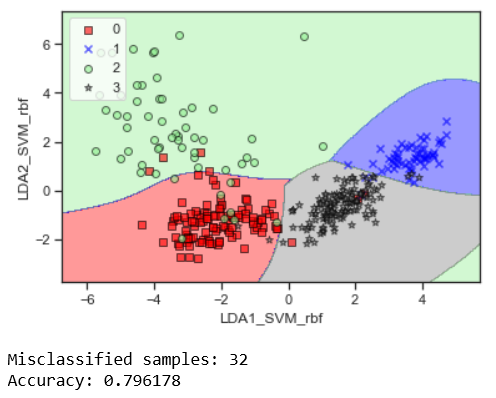 6
4
2
0
−2
LDA2_SVM_rbf
0
1
2
3
−6 −4 −2 0 2 4
LDA1_SVM_rbf
Misclassified samples: 32
Accuracy: 0.796178